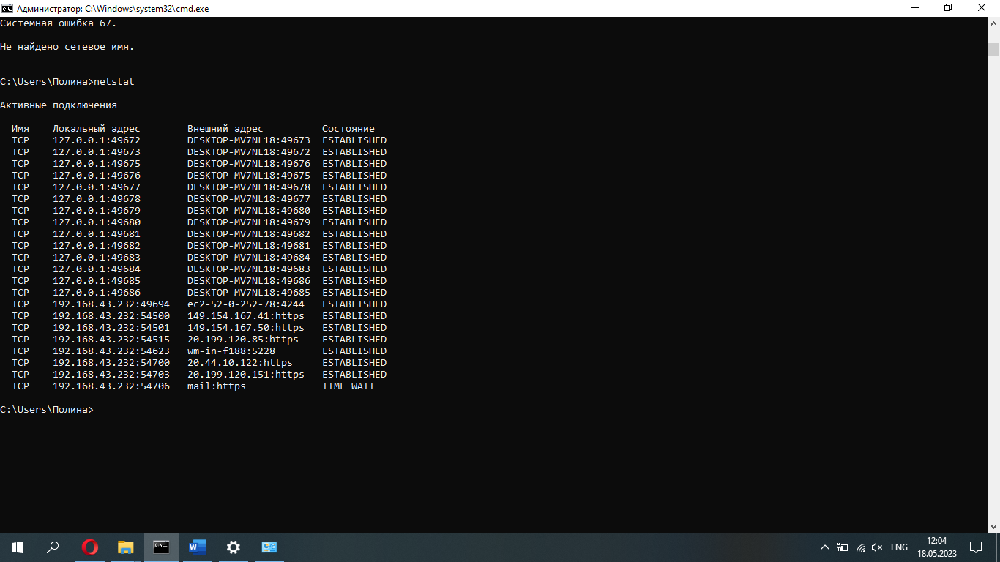 Администратор: C:\Windows\system32\cmd.exe
Системная ошибка 67.
Не найдено сетевое имя.
C:\Users\Полина>netstat
Активные подключения
Имя Локальный адрес Внешний адрес Состояние
TCP 127.0.0.1:49672 DESKTOP-MV7NL18:49673 ESTABLISHED
TCP 127.0.0.1:49673 DESKTOP-MV7NL18:49672 ESTABLISHED
TCP 127.0.0.1:49675 DESKTOP-MV7NL18:49676 ESTABLISHED
TCP 127.0.0.1:49676 DESKTOP-MV7NL18:49675 ESTABLISHED
TCP 127.0.0.1:49677 DESKTOP-MV7NL18:49678 ESTABLISHED
TCP 127.0.0.1:49678 DESKTOP-MV7NL18:49677 ESTABLISHED
TCP 127.0.0.1:49679 DESKTOP-MV7NL18:49680 ESTABLISHED
TCP 127.0.0.1:49680 DESKTOP-MV7NL18:49679 ESTABLISHED
TCP 127.0.0.1:49681 DESKTOP-MV7NL18:49682 ESTABLISHED
TCP 127.0.0.1:49682 DESKTOP-MV7NL18:49681 ESTABLISHED
TCP 127.0.0.1:49683 DESKTOP-MV7NL18:49684 ESTABLISHED
TCP 127.0.0.1:49684 DESKTOP-MV7NL18:49683 ESTABLISHED
TCP 127.0.0.1:49685 DESKTOP-MV7NL18:49686 ESTABLISHED
TCP 127.0.0.1:49686 DESKTOP-MV7NL18:49685 ESTABLISHED
TCP 192.168.43.232:49694 ec2-52-0-252-78:4244 ESTABLISHED
TCP 192.168.43.232:54500 149.154.167.41:https ESTABLISHED
TCP 192.168.43.232:54501 149.154.167.50:https ESTABLISHED
TCP 192.168.43.232:54515 20.199.120.85:https ESTABLISHED
TCP 192.168.43.232:54623 wm-in-f188:5228 ESTABLISHED
TCP 192.168.43.232:54700 20.44.10.122:https ESTABLISHED
TCP 192.168.43.232:54703 20.199.120.151:https ESTABLISHED
TCP 192.168.43.232:54706 mail:https TIME_WAIT
C:\Users\Полина>
ENG
12:04
18.05.2023